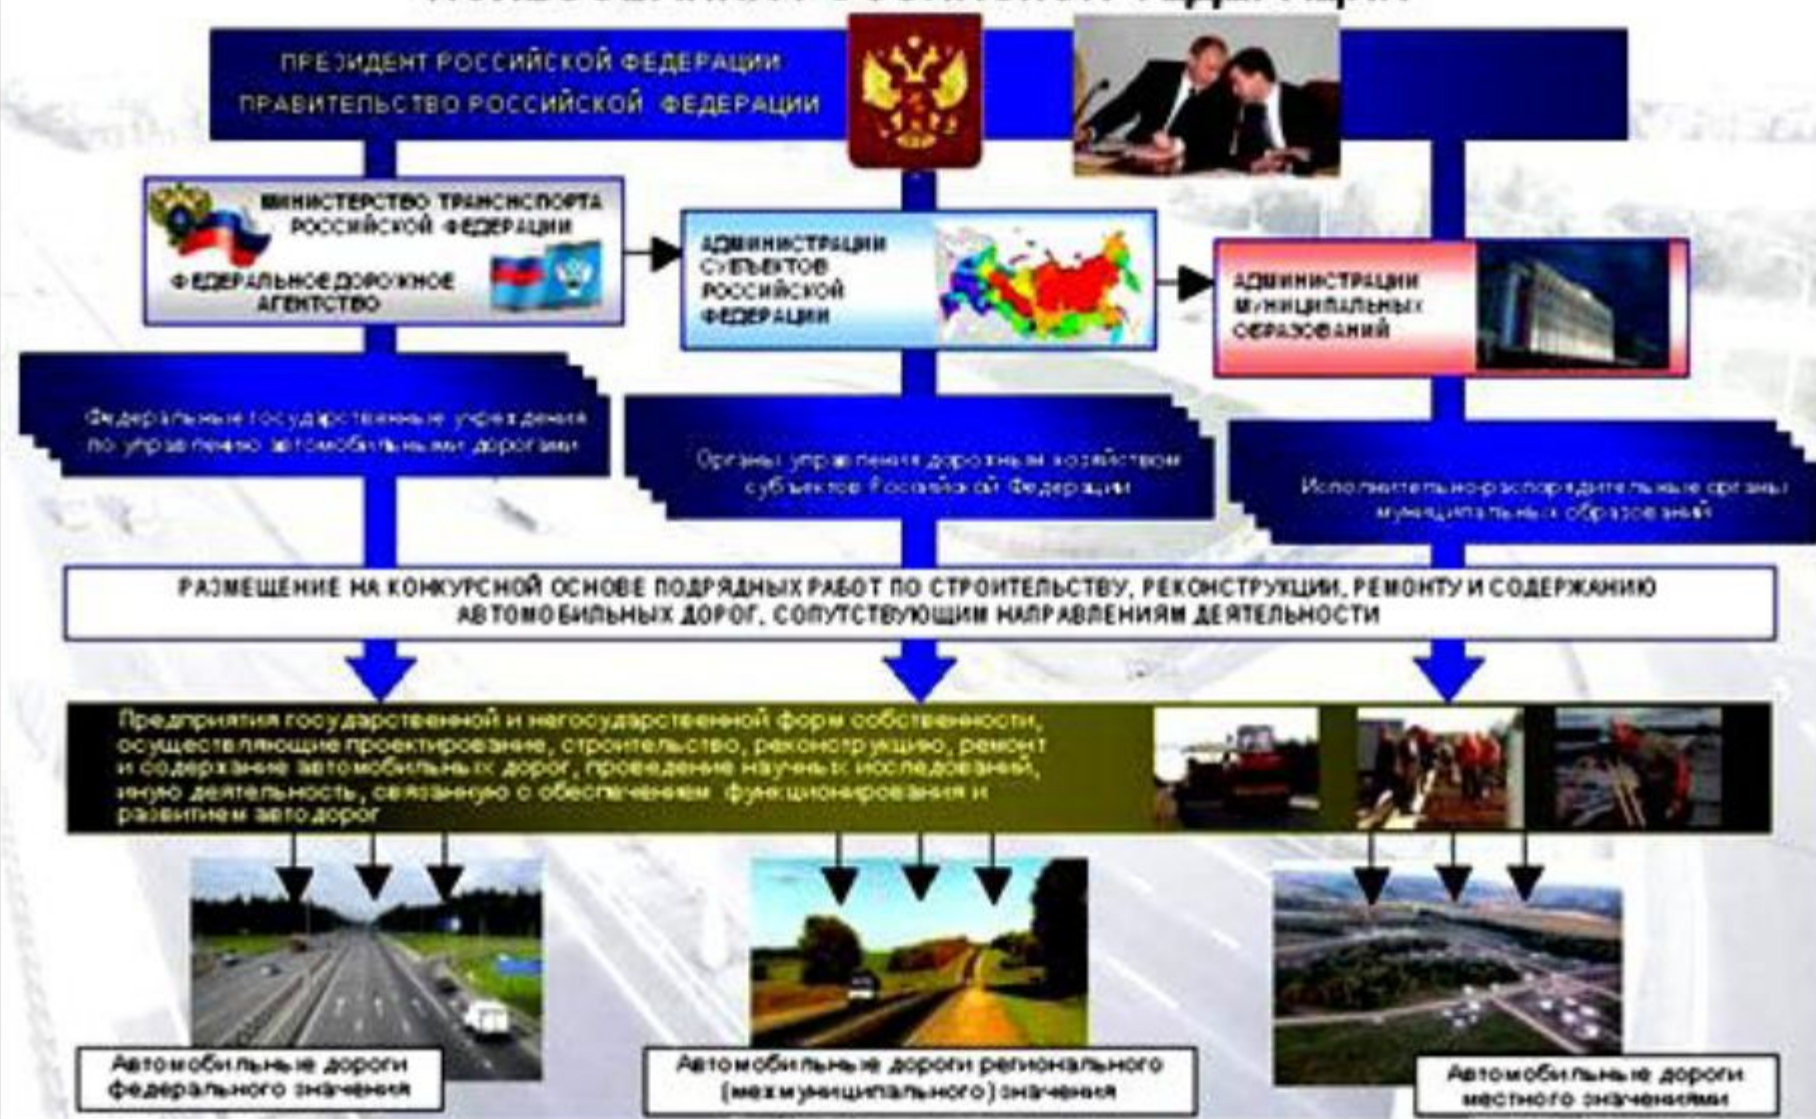 ПРЕЗИДЕНТ РОССИЙСКОЙ ФЕДЕРАЦИИ
ПРАВИТЕЛЬСТВО РОССИЙСКОЙ ФЕДЕРАЦИИ
МИНИСТЕРСТВО ТРАНСНСПОРТА
РОССИЙСКОЙ ФЕДЕРАЦИИ
ФЕДЕРАЛЬНОЕ ДОРОЖНОЕ
АГЕНТСТВО
АДМИНИСТРАЦИИ
СУБЪЕКТОВ
РОССИЙСКОЙ
ФЕДЕРАЦИИ
АДМИНИСТРАЦИИ
МУНИЦИПАЛЬНЫХ
ОБРАЗОВАНИЙ
Федеральные государственные учреждения
по управлению автомобильными дорогами
Органы управления дорожным хозяйством
субъектов Российской Федерации
Исполнительно-распорядительные органы
муниципальных образований
РАЗМЕЩЕНИЕ НА КОНКУРСНОЙ ОСНОВЕ ПОДРЯДНЫХ РАБОТ ПО СТРОИТЕЛЬСТВУ, РЕКОНСТРУКЦИИ, РЕМОНТУ И СОДЕРЖАНИЮ
АВТОМОБИЛЬНЫХ ДОРОГ, СОПУТСТВУЮЩИМ НАПРАВЛЕНИЯМ ДЕЯТЕЛЬНОСТИ
Предприятия государственной и негосударственной форм собственности,
осуществляющие проектирование, строительство, реконструкцию, ремонт
и содержание автомобильных дорог, проведение научных исследований,
иную деятельность, связанную с обеспечением функционирования и
развитием автодорог
Автомобильные дороги
федерального значения
Автомобильные дороги регионального
(межмуниципального) значения
Автомобильные дороги
местного значениями